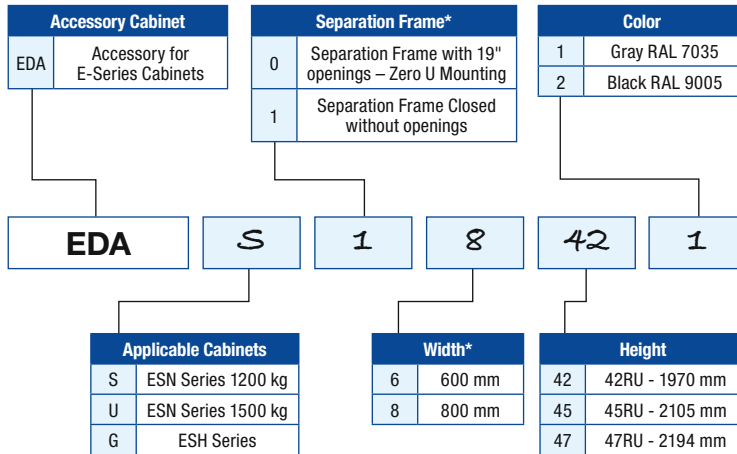 Accessory Cabinet
EDA
Accessory for
E-Series Cabinets
Separation Frame*
0
Separation Frame with 19"
openings – Zero U Mounting
1
Separation Frame Closed
without openings
Color
1 Gray RAL 7035
2 Black RAL 9005
EDA S 1 8 42 1
Applicable Cabinets
S ESN Series 1200 kg
U ESN Series 1500 kg
G ESH Series
Width*
6 600 mm
8 800 mm
Height
42 42RU - 1970 mm
45 45RU - 2105 mm
47 47RU - 2194 mm